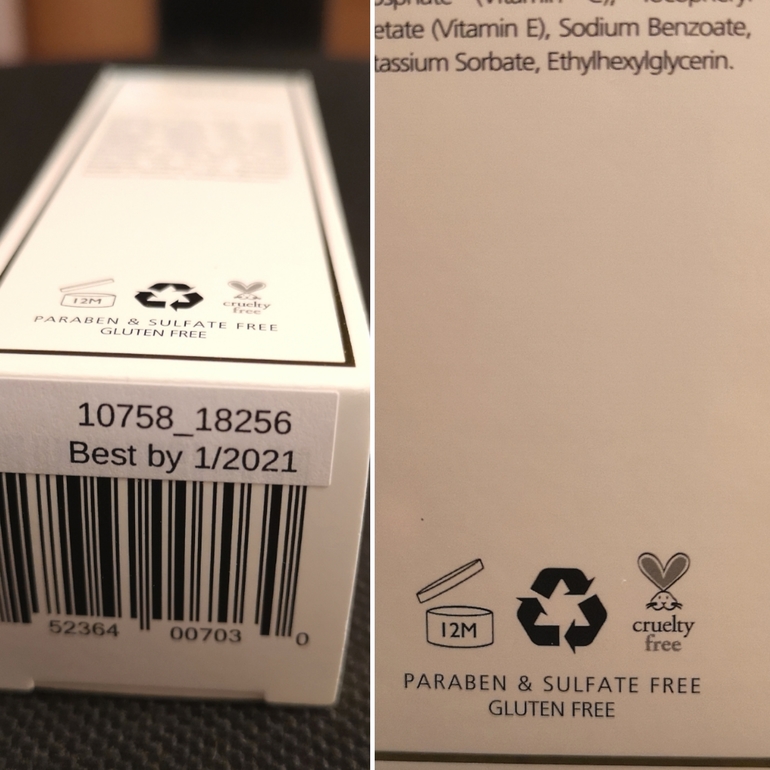 12M
cruelty
free
PARABEN & SULFATE FREE
GLUTEN FREE
10758_18256
Best by 1/2021
52364 00703 0
(Vitamin
etate (Vitamin E), Sodium Benzoate,
tassium Sorbate, Ethylhexylglycerin.
12M
cruelty
free
PARABEN & SULFATE FREE
GLUTEN FREE